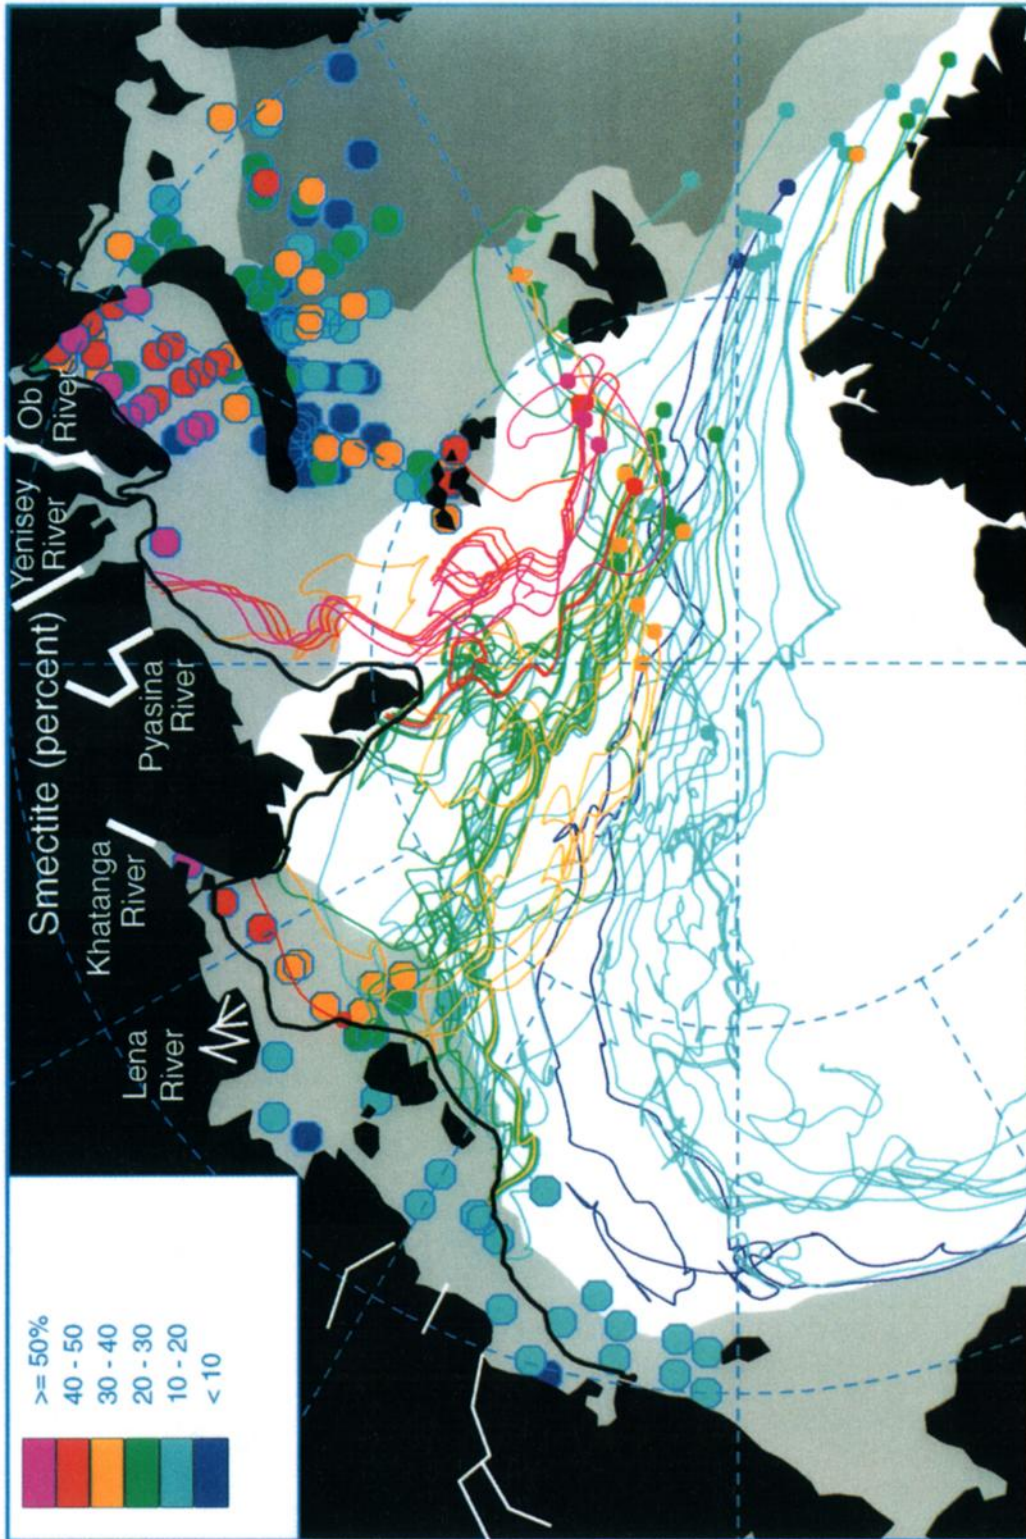 Smectite (percent)
Ob
River
Yenisey
River
Pyasina
River
Khatanga
River
Lena
River
>= 50%
40 - 50
30 - 40
20 - 30
10 - 20
< 10